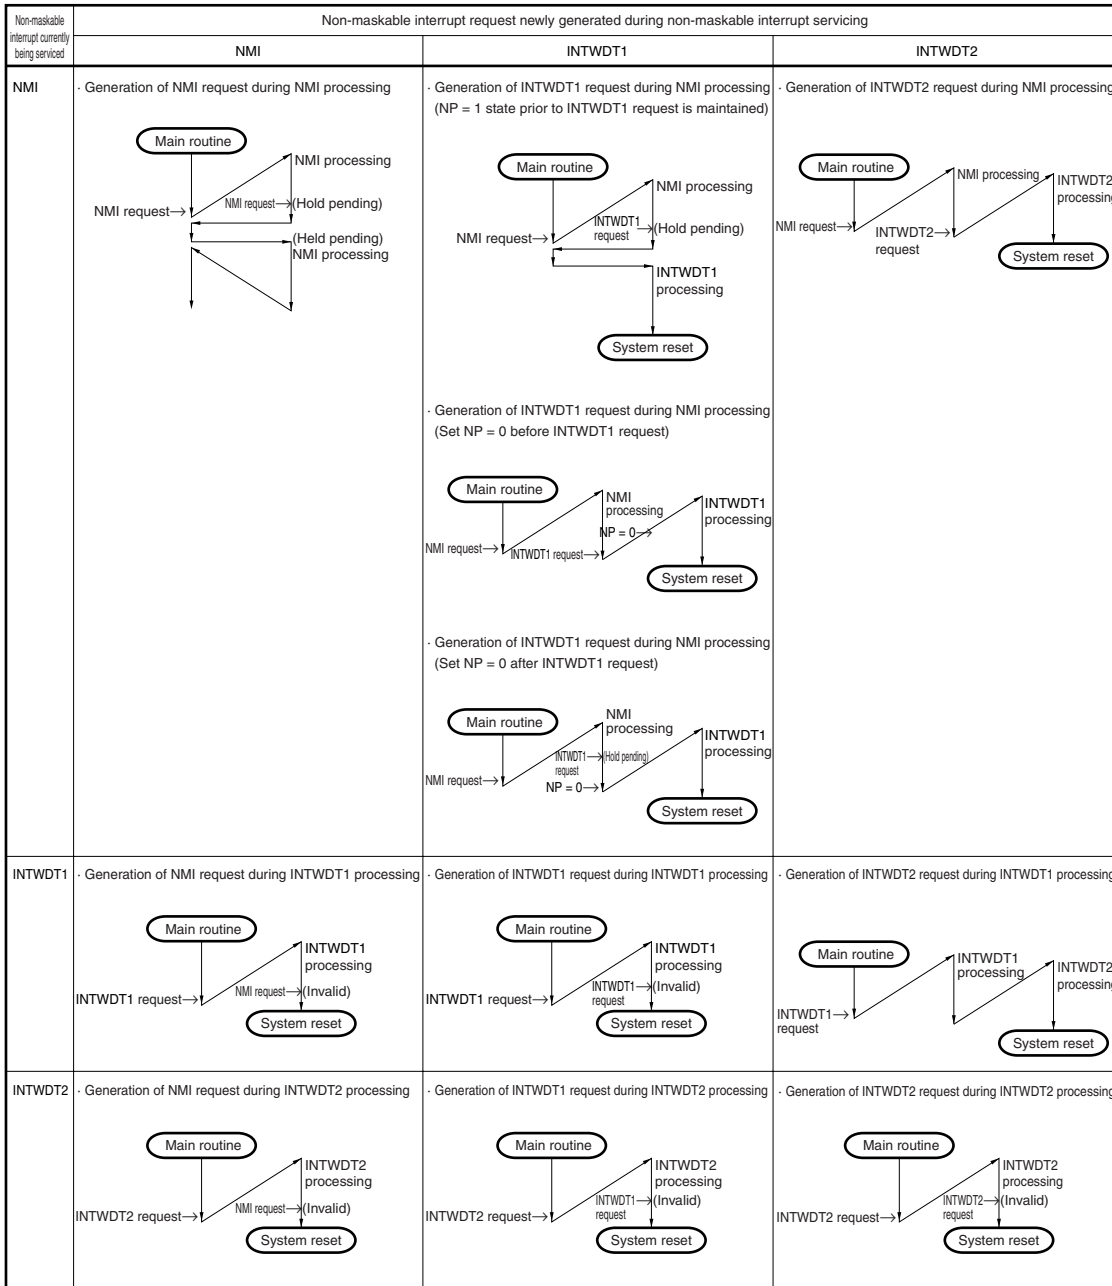 Non-maskable
interrupt currently
being serviced
Non-maskable interrupt request newly generated during non-maskable interrupt servicing
NMI
INTWDT1
INTWDT2
NMI
· Generation of NMI request during NMI processing
Main routine
NMI processing
NMI request→(Hold pending)
NMI request→
(Held pending)
NMI processing
· Generation of INTWDT1 request during NMI processing
(NP = 1 state prior to INTWDT1 request is maintained)
Main routine
NMI processing
INTWDT1
request
→(Hold pending)
NMI request→
INTWDT1
processing
System reset
· Generation of INTWDT1 request during NMI processing
(Set NP = 0 before INTWDT1 request)
Main routine
NMI
processing
INTWDT1
processing
NP = 0→
NMI request→
INTWDT1 request→
System reset
· Generation of INTWDT1 request during NMI processing
(Set NP = 0 after INTWDT1 request)
Main routine
NMI
processing
INTWDT1
processing
INTWDT1
request
→(Hold pending)
NMI request→
NP = 0→
System reset
· Generation of INTWDT2 request during NMI processing
Main routine
NMI processing
INTWDT2
processing
NMI request→
INTWDT2→
request
System reset
INTWDT1
· Generation of NMI request during INTWDT1 processing
Main routine
INTWDT1
processing
NMI request→(Invalid)
INTWDT1 request→
System reset
· Generation of INTWDT1 request during INTWDT1 processing
Main routine
INTWDT1
processing
INTWDT1→(Invalid)
request
INTWDT1 request→
System reset
· Generation of INTWDT2 request during INTWDT1 processing
Main routine
INTWDT1
processing
INTWDT2
processing
INTWDT1→
request
System reset
INTWDT2
· Generation of NMI request during INTWDT2 processing
Main routine
INTWDT2
processing
NMI request→(Invalid)
INTWDT2 request→
System reset
· Generation of INTWDT1 request during INTWDT2 processing
Main routine
INTWDT2
processing
INTWDT1→(Invalid)
request
INTWDT2 request→
System reset
· Generation of INTWDT2 request during INTWDT2 processing
Main routine
INTWDT2
processing
INTWDT2→(Invalid)
request
INTWDT2 request→
System reset